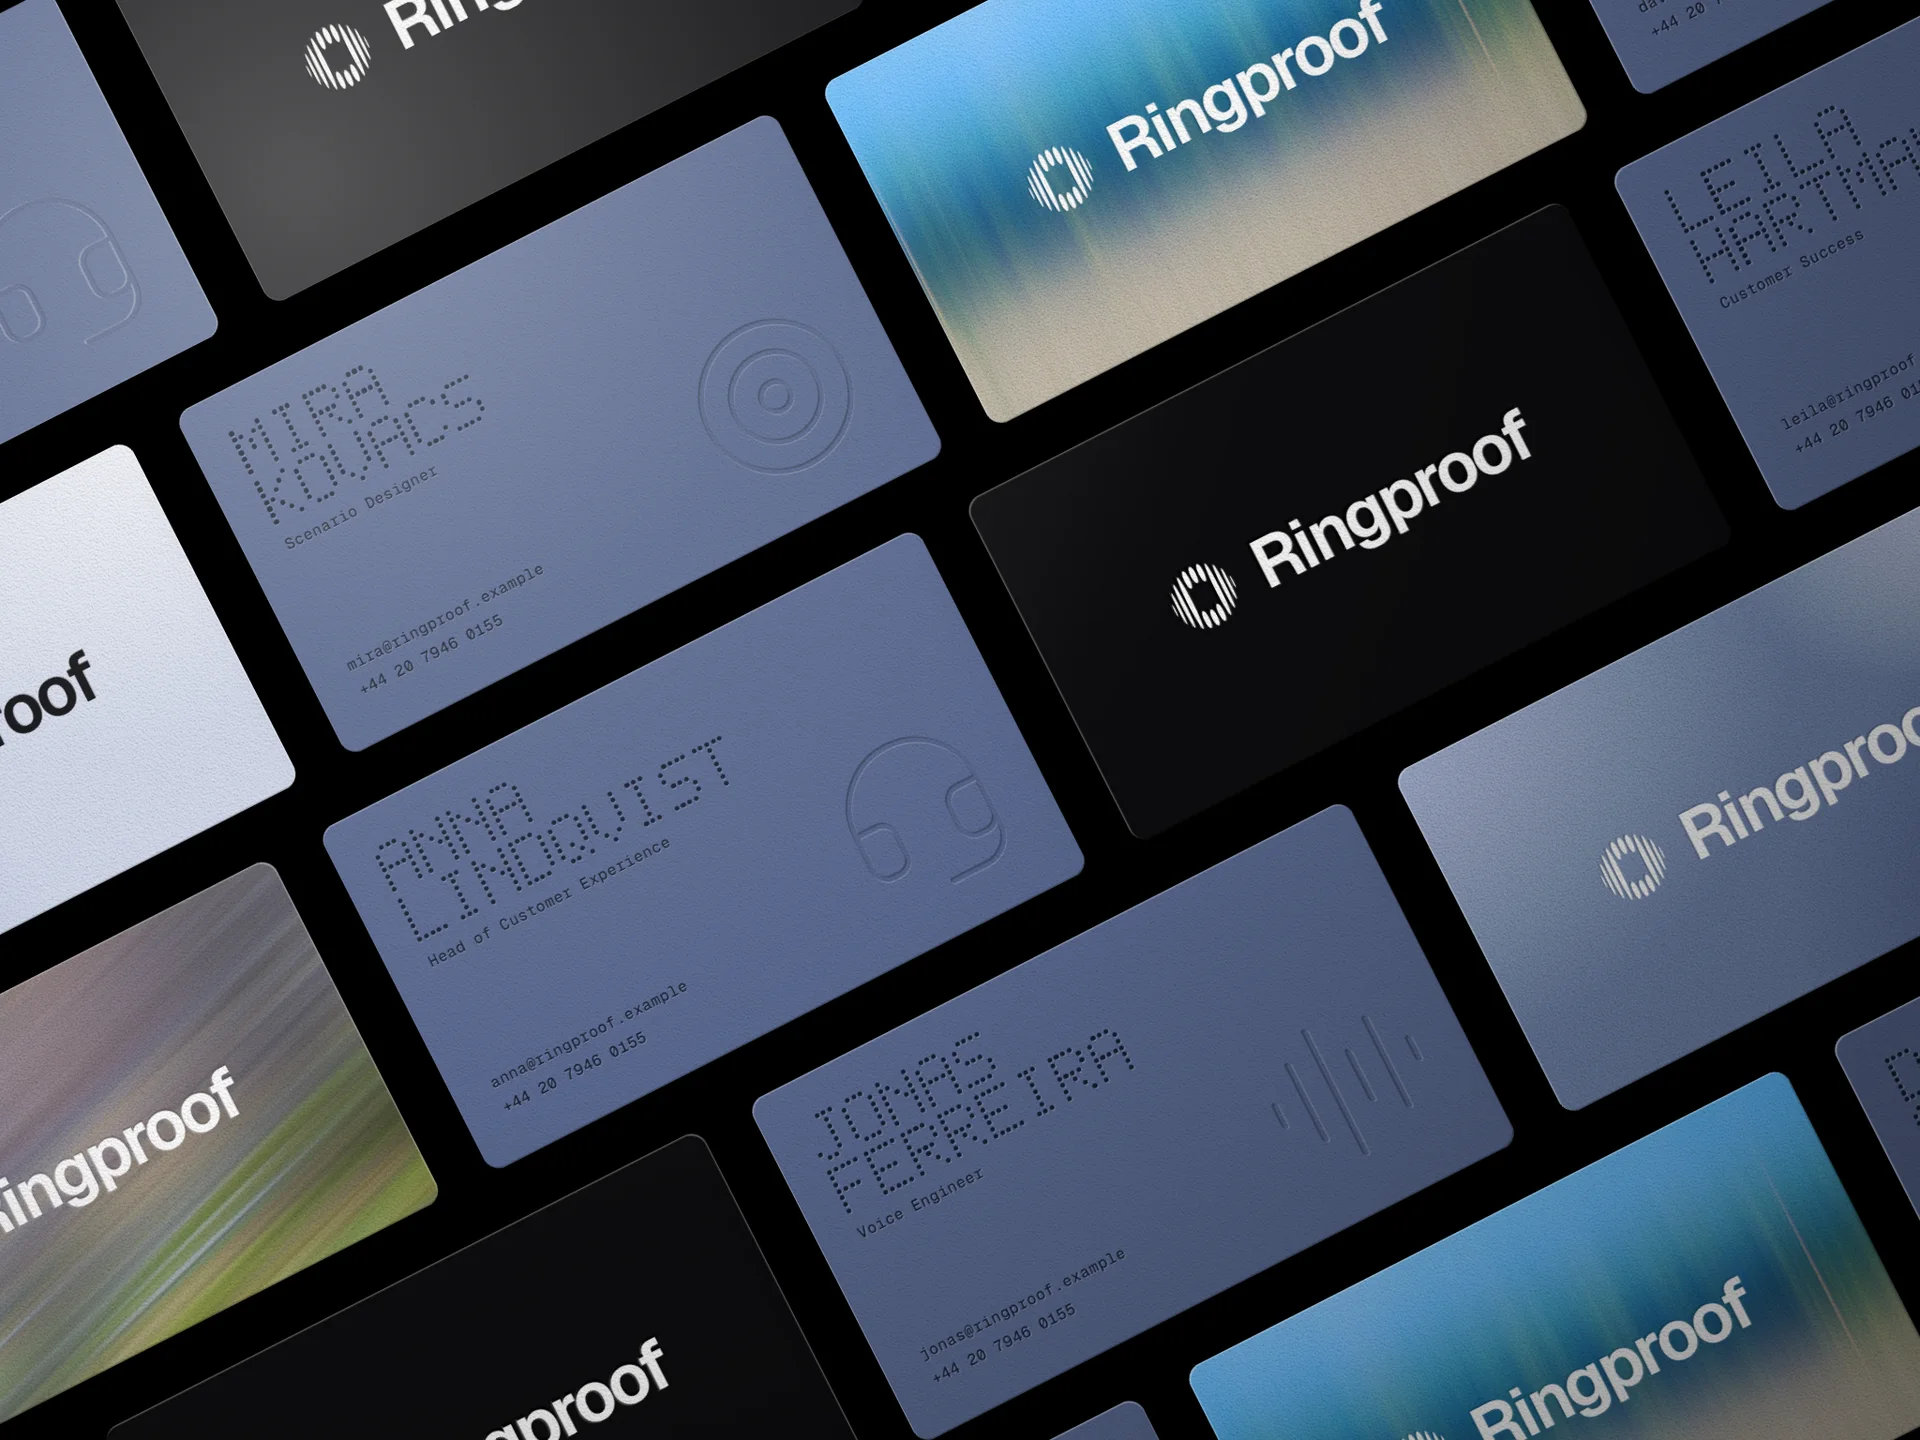 Ringproof
MIRA
KOVACS
Scenario Designer
mira@ringproof.example
+44 20 7946 0155
Ringproof
LEILA
Customer Success
+44 20
ANNA
LINDQVIST
Head of Customer Experience
anna@ringproof.example
+44 20 7946 0155
Ringproof
JONAS
FERREIRA
Voice Engineer
jonas@ringproof.example
+44 20 7946 0155
Ringproof